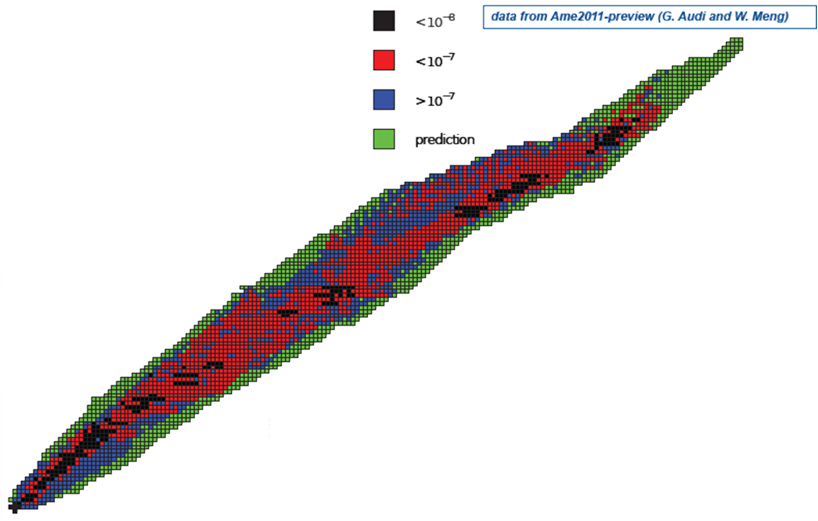 <10⁻⁸
data from Ame2011-preview (G. Audi and W. Meng)
<10⁻⁷
>10⁻⁷
prediction